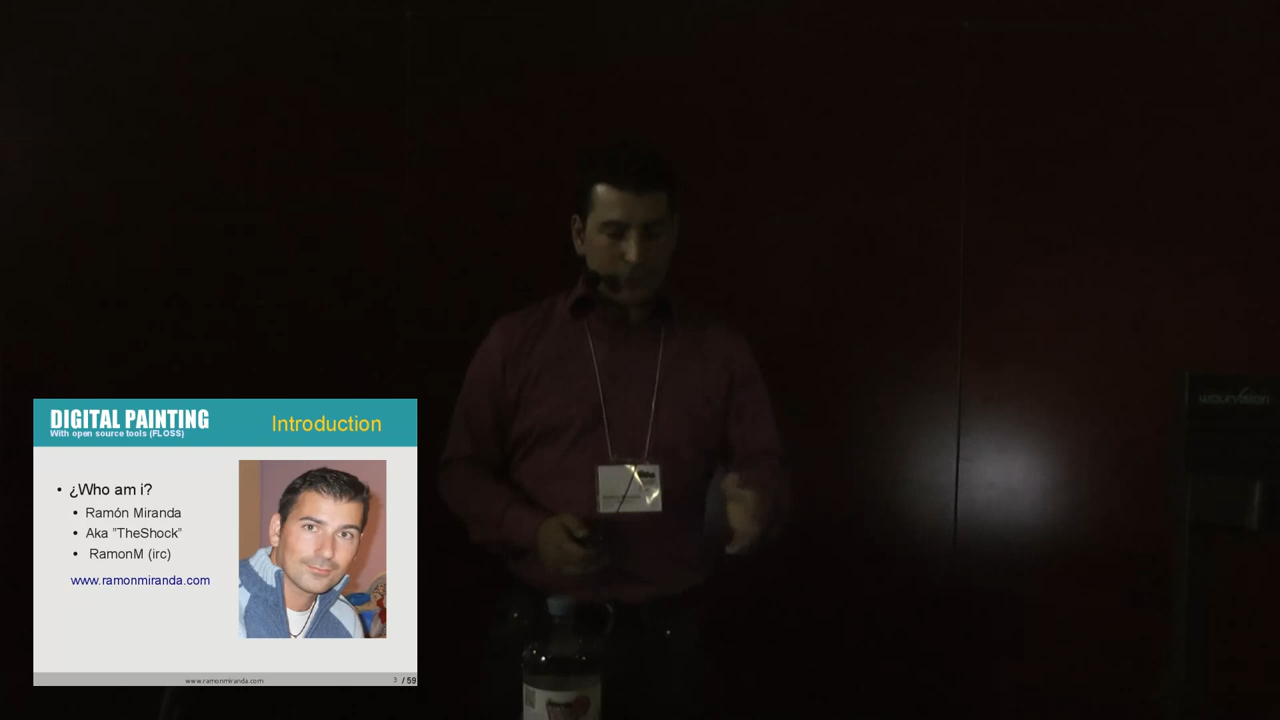 DIGITAL PAINTING
With open source tools (FLOSS)
Introduction
• ¿Who am i?
• Ramón Miranda
• Aka "TheShock"
• RamonM (irc)
www.ramonmiranda.com
www.ramonmiranda.com
3 / 59